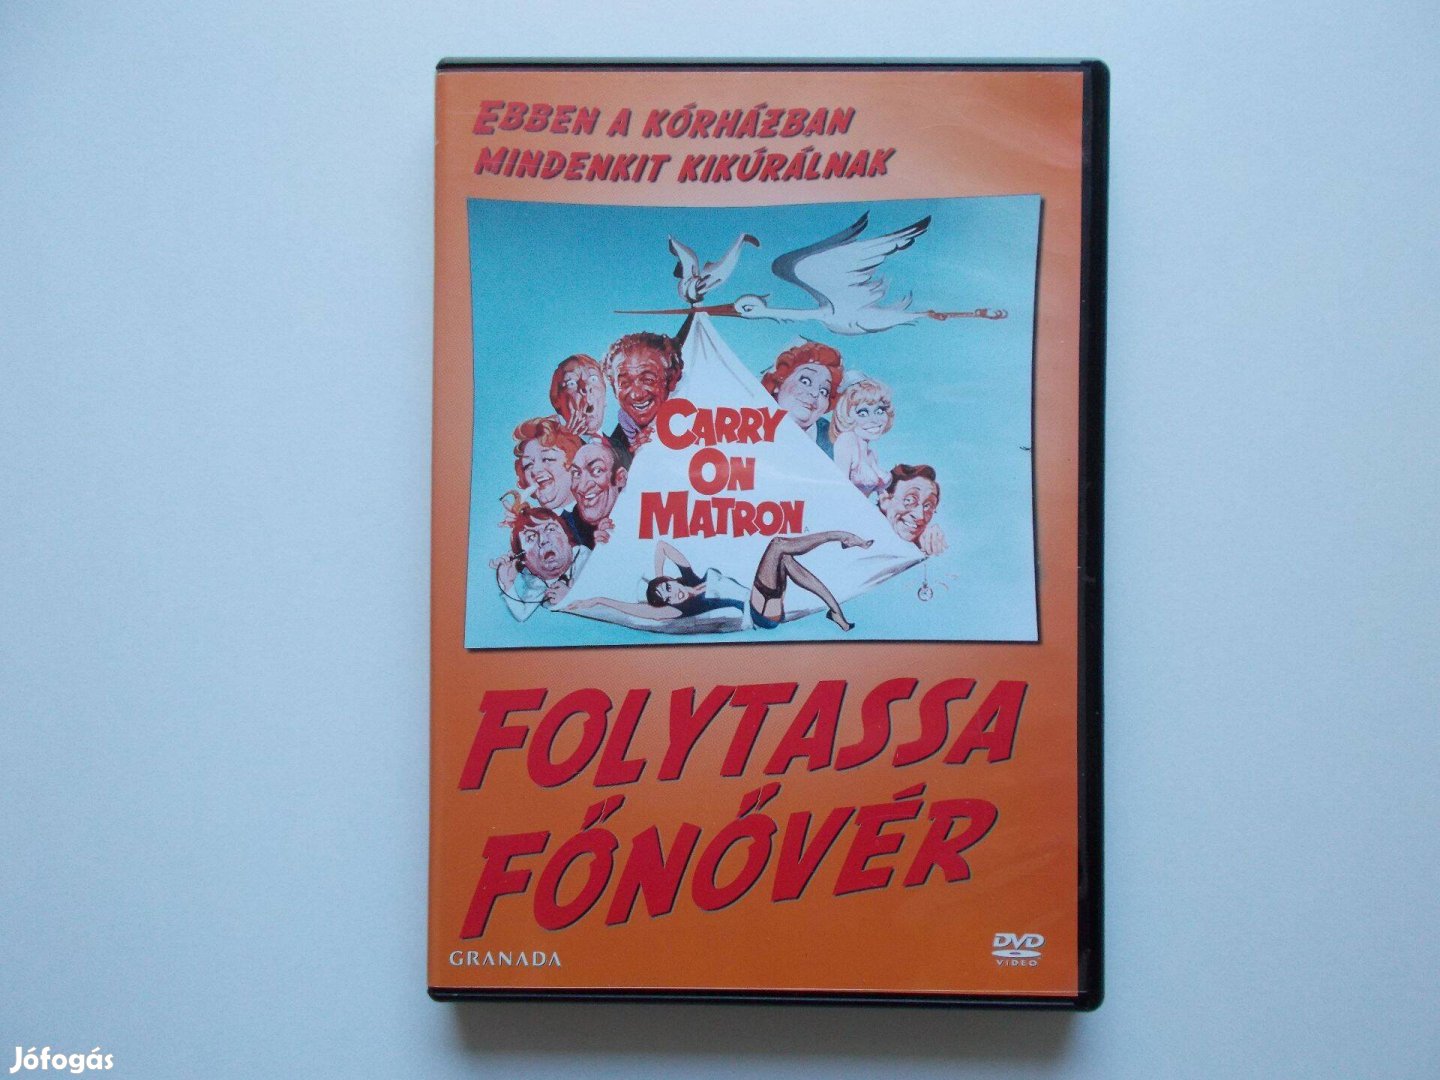 EBBEN A KÓRHÁZBAN
MINDENKIT KIKÚRÁLNAK
CARRY
ON
MATRON
FOLYTASSA
FŐNŐVÉR
GRANADA
DVD
VIDEO
Jófogás